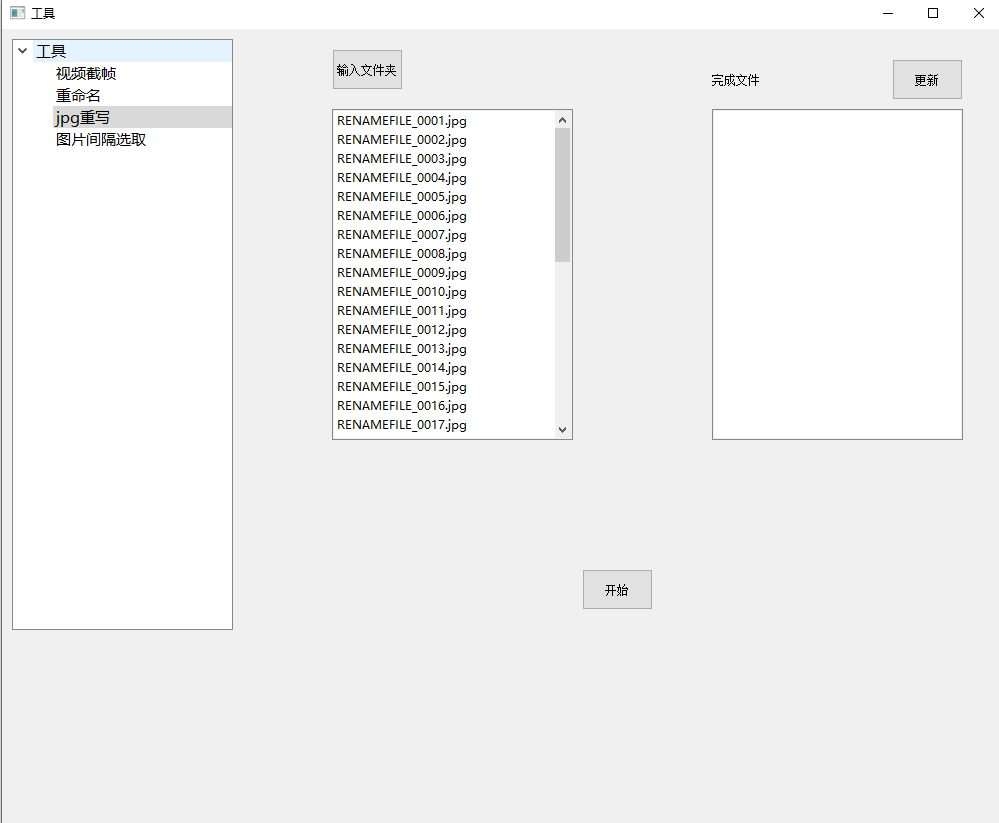 工具
工具
视频截帧
重命名
jpg重写
图片间隔选取
输入文件夹
RENAMEFILE_0001.jpg
RENAMEFILE_0002.jpg
RENAMEFILE_0003.jpg
RENAMEFILE_0004.jpg
RENAMEFILE_0005.jpg
RENAMEFILE_0006.jpg
RENAMEFILE_0007.jpg
RENAMEFILE_0008.jpg
RENAMEFILE_0009.jpg
RENAMEFILE_0010.jpg
RENAMEFILE_0011.jpg
RENAMEFILE_0012.jpg
RENAMEFILE_0013.jpg
RENAMEFILE_0014.jpg
RENAMEFILE_0015.jpg
RENAMEFILE_0016.jpg
RENAMEFILE_0017.jpg
完成文件
更新
开始